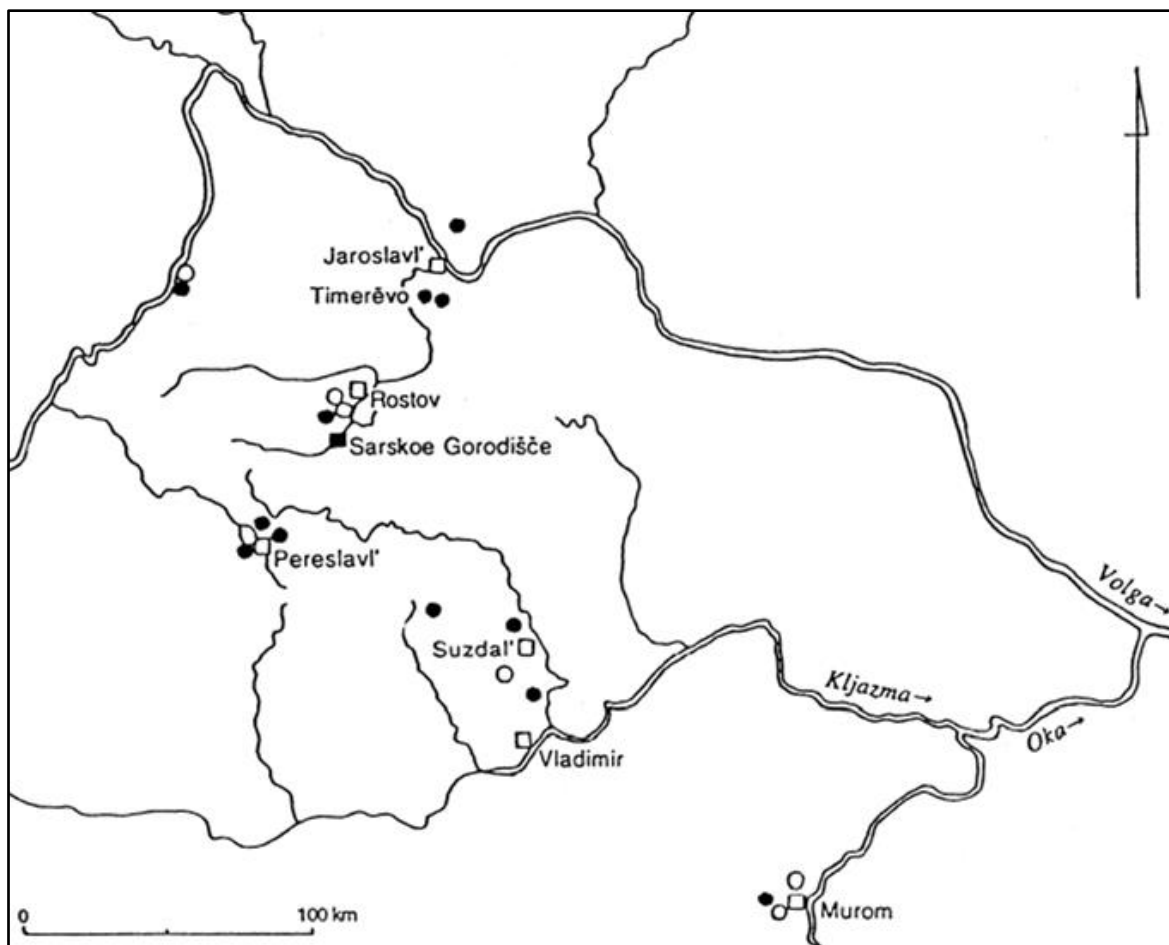 Jaroslavl'
Timerëvo
Rostov
Sarskoe Gorodišče
Pereslavl'
Suzdal'
Vladimir
Volga→
Kljazma→
Oka→
Murom
0 100 km